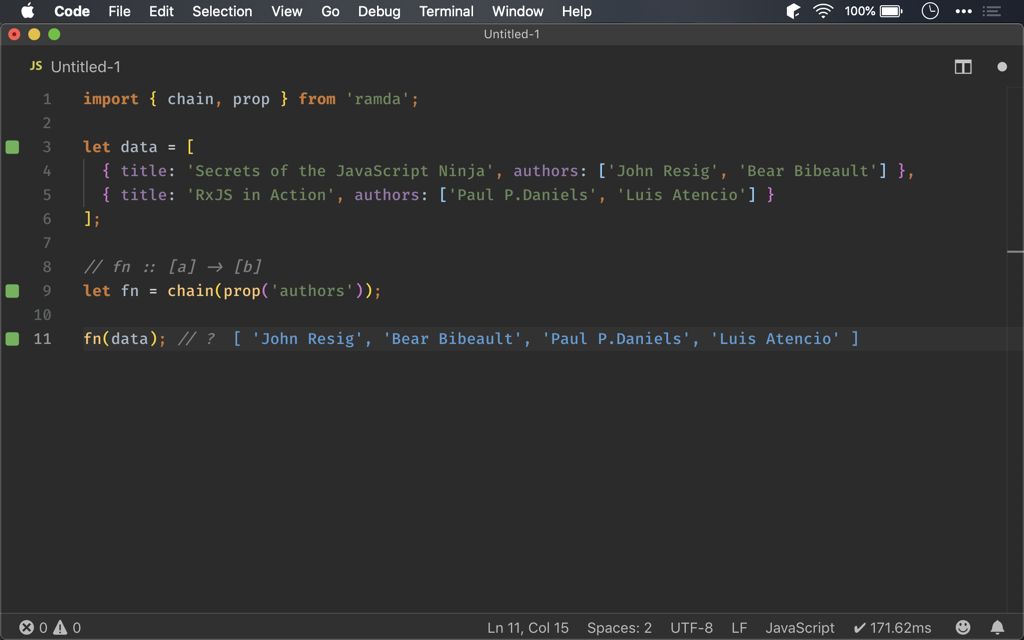 Code File Edit Selection View Go Debug Terminal Window Help 100%
Untitled-1
JS Untitled-1
1 import { chain, prop } from 'ramda';
2
3 let data = [
4 { title: 'Secrets of the JavaScript Ninja', authors: ['John Resig', 'Bear Bibeault'] },
5 { title: 'RxJS in Action', authors: ['Paul P.Daniels', 'Luis Atencio'] }
6 ];
7
8 // fn :: [a] → [b]
9 let fn = chain(prop('authors'));
10
11 fn(data); // ? [ 'John Resig', 'Bear Bibeault', 'Paul P.Daniels', 'Luis Atencio' ]
0 0 Ln 11, Col 15 Spaces: 2 UTF-8 LF JavaScript ✔ 171.62ms